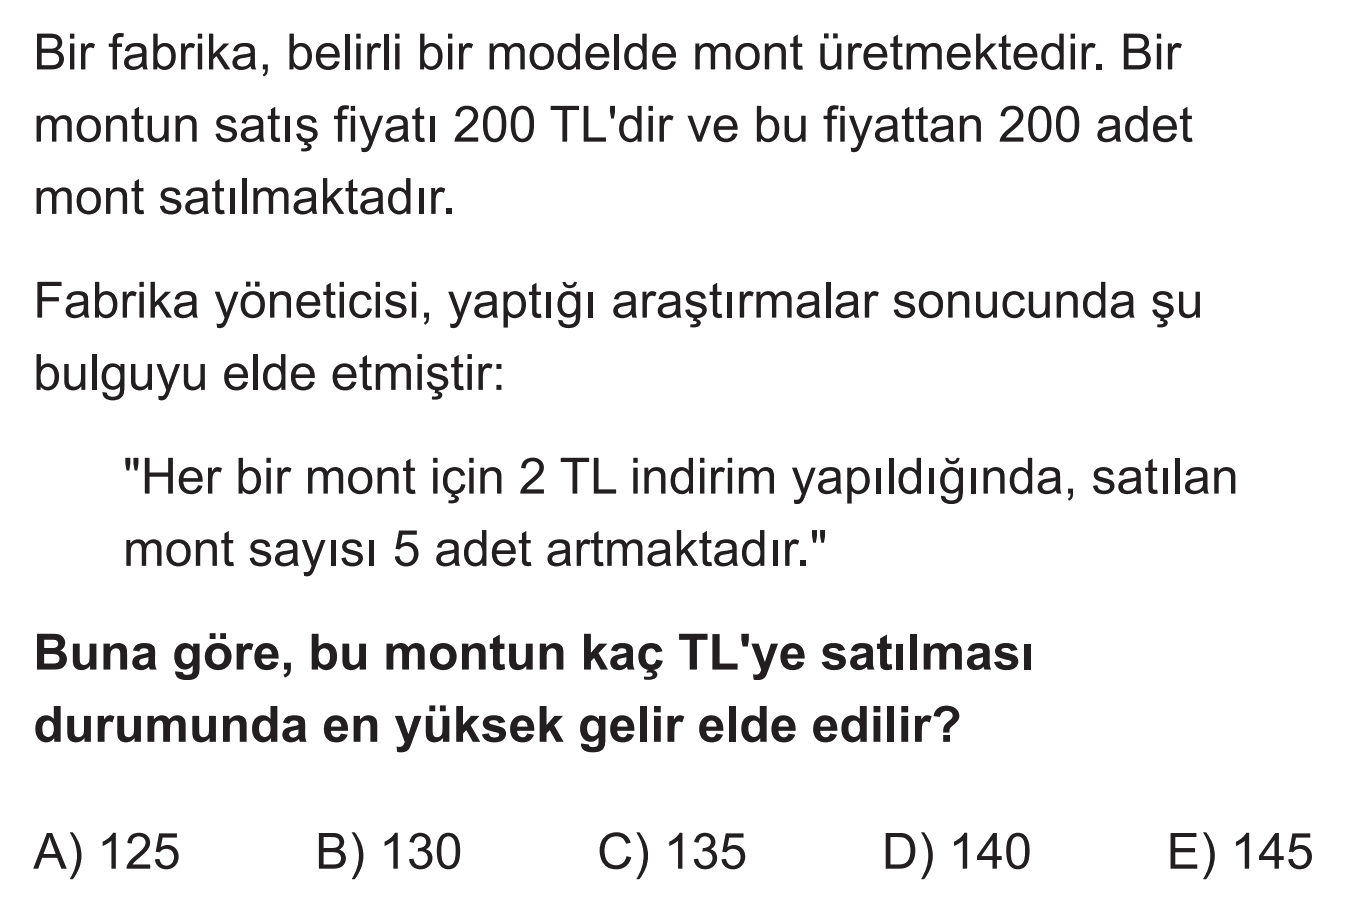 Bir fabrika, belirli bir modelde mont üretmektedir. Bir
montun satış fiyatı 200 TL'dir ve bu fiyattan 200 adet
mont satılmaktadır.
Fabrika yöneticisi, yaptığı araştırmalar sonucunda şu
bulguyu elde etmiştir:
"Her bir mont için 2 TL indirim yapıldığında, satılan
mont sayısı 5 adet artmaktadır."
Buna göre, bu montun kaç TL'ye satılması
durumunda en yüksek gelir elde edilir?
A) 125 B) 130 C) 135 D) 140 E) 145